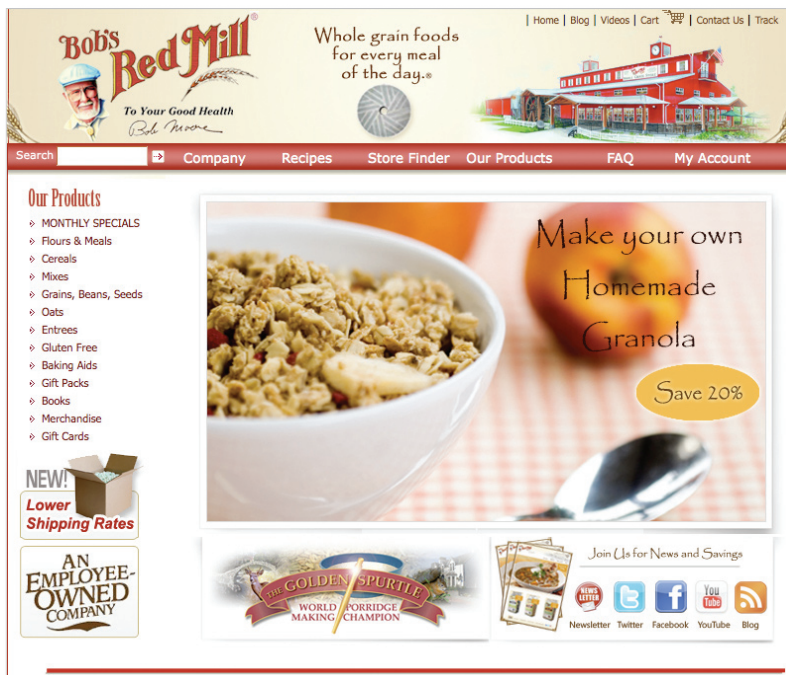 Bob's
Red Mill®
To Your Good Health
Bob Moore
Whole grain foods
for every meal
of the day.®
| Home | Blog | Videos | Cart | Contact Us | Track
Search
Company Recipes Store Finder Our Products FAQ My Account
Our Products
MONTHLY SPECIALS
Flours & Meals
Cereals
Mixes
Grains, Beans, Seeds
Oats
Entrees
Gluten Free
Baking Aids
Gift Packs
Books
Merchandise
Gift Cards
Make your own
Homemade
Granola
Save 20%
NEW!
Lower
Shipping Rates
AN
EMPLOYEE-
OWNED
COMPANY
THE GOLDEN SPURTLE
WORLD PORRIDGE
MAKING CHAMPION
Join Us for News and Savings
NEWS
LETTER
You
Tube
Newsletter Twitter Facebook YouTube Blog